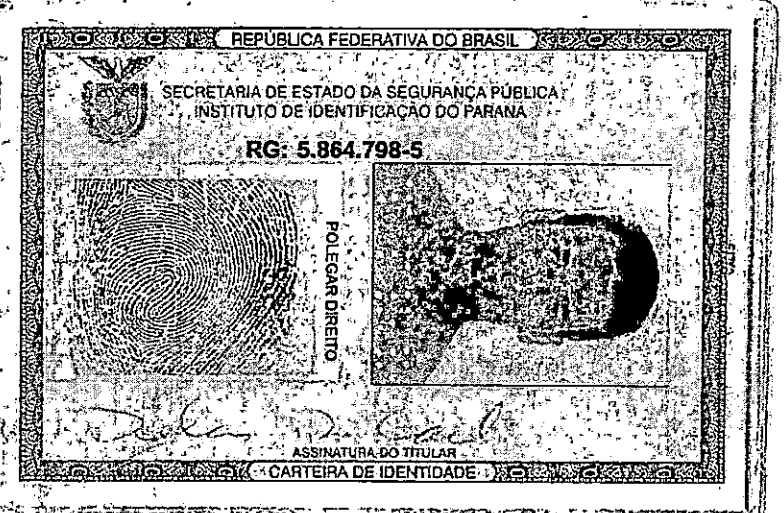 REPÚBLICA FEDERATIVA DO BRASIL
SECRETARIA DE ESTADO DA SEGURANÇA PÚBLICA
INSTITUTO DE IDENTIFICAÇÃO DO PARANÁ
RG: 5.864.798-5
POLEGAR DIREITO
ASSINATURA DO TITULAR
CARTEIRA DE IDENTIDADE